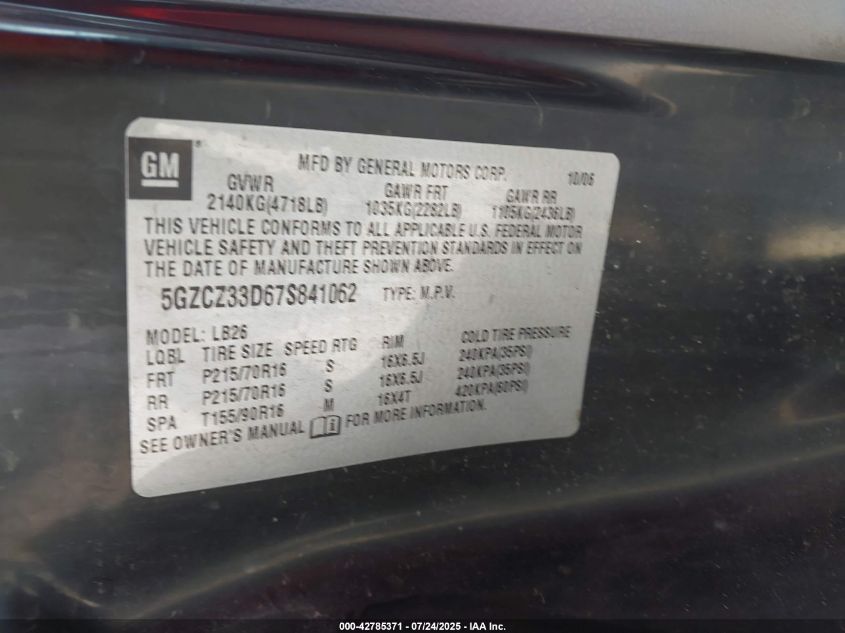 GM
MFD BY GENERAL MOTORS CORP. 10/06
GVWR GAWR FRT GAWR RR
2140KG(4718LB) 1035KG(2282LB) 1105KG(2436LB)
THIS VEHICLE CONFORMS TO ALL APPLICABLE U.S. FEDERAL MOTOR
VEHICLE SAFETY AND THEFT PREVENTION STANDARDS IN EFFECT ON
THE DATE OF MANUFACTURE SHOWN ABOVE.
5GZCZ33D67S841062 TYPE: M.P.V.
MODEL: LB26
LQBL TIRE SIZE SPEED RTG RIM COLD TIRE PRESSURE
FRT P215/70R16 S 16X6.5J 240KPA(35PSI)
RR P215/70R16 S 16X6.5J 240KPA(35PSI)
SPA T155/90R16 M 16X4T 420KPA(60PSI)
SEE OWNER'S MANUAL FOR MORE INFORMATION.
000-42785371 - 07/24/2025 - IAA Inc.